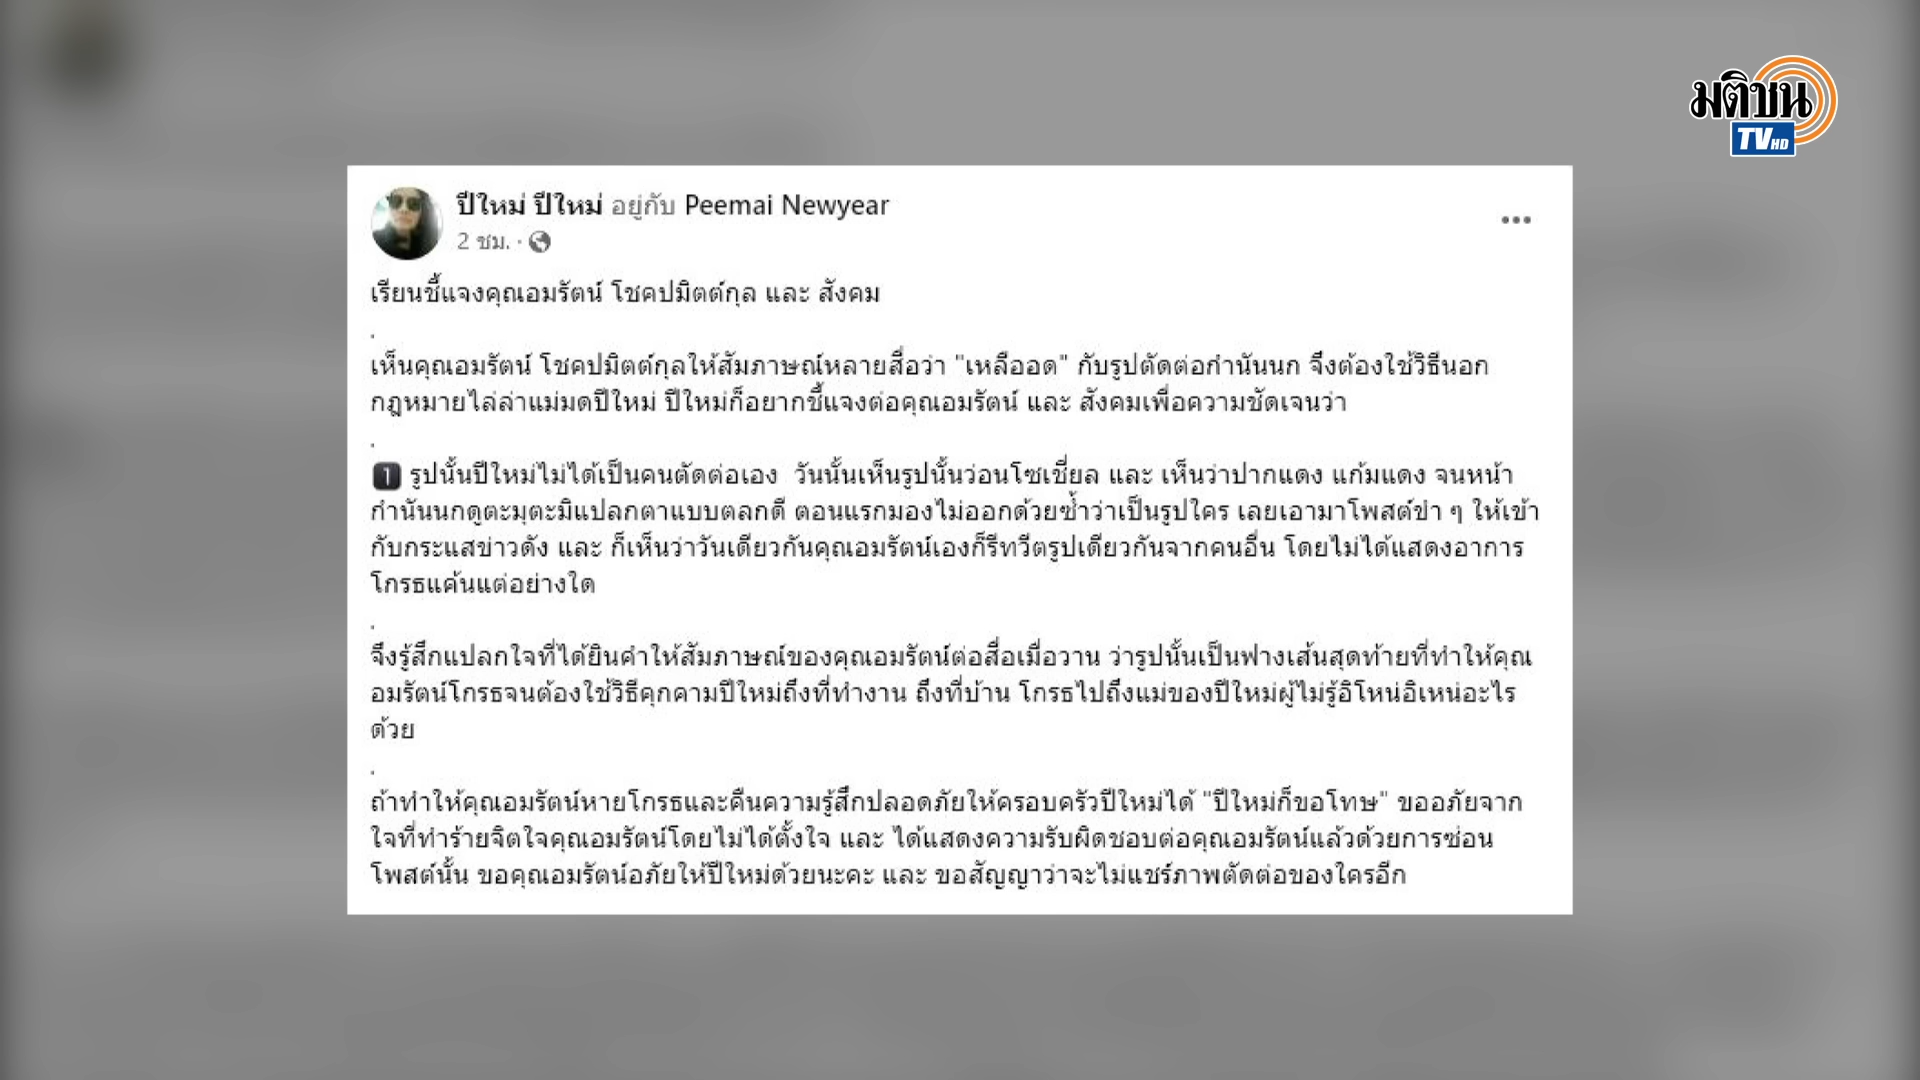 มติชน
TV HD
ปีใหม่ ปีใหม่ อยู่กับ Peemai Newyear
2 ชม. ·
เรียนชี้แจงคุณอมรัตน์ โชคปมิตต์กุล และ สังคม
.
เห็นคุณอมรัตน์ โชคปมิตต์กุลให้สัมภาษณ์หลายสื่อว่า "เหลืออด" กับรูปตัดต่อกำนันนก จึงต้องใช้วิธีนอก
กฎหมายไล่ล่าแม่มดปีใหม่ ปีใหม่ก็อยากชี้แจงต่อคุณอมรัตน์ และ สังคมเพื่อความชัดเจนว่า
.
1 รูปนั้นปีใหม่ไม่ได้เป็นคนตัดต่อเอง วันนั้นเห็นรูปนั้นว่อนโซเชี่ยล และ เห็นว่าปากแดง แก้มแดง จนหน้า
กำนันนกดูตะมุตะมิแปลกตาแบบตลกดี ตอนแรกมองไม่ออกด้วยซ้ำว่าเป็นรูปใคร เลยเอามาโพสต์ขำ ๆ ให้เข้า
กับกระแสข่าวดัง และ ก็เห็นว่าวันเดียวกันคุณอมรัตน์เองก็รีทวีตรูปเดียวกันจากคนอื่น โดยไม่ได้แสดงอาการ
โกรธแค้นแต่อย่างใด
.
จึงรู้สึกแปลกใจที่ได้ยินคำให้สัมภาษณ์ของคุณอมรัตน์ต่อสื่อเมื่อวาน ว่ารูปนั้นเป็นฟางเส้นสุดท้ายที่ทำให้คุณ
อมรัตน์โกรธจนต้องใช้วิธีคุกคามปีใหม่ถึงที่ทำงาน ถึงที่บ้าน โกรธไปถึงแม่ของปีใหม่ผู้ไม่รู้อิโหน่อิเหน่อะไร
ด้วย
.
ถ้าทำให้คุณอมรัตน์หายโกรธและคืนความรู้สึกปลอดภัยให้ครอบครัวปีใหม่ได้ "ปีใหม่ก็ขอโทษ" ขออภัยจาก
ใจที่ทำร้ายจิตใจคุณอมรัตน์โดยไม่ได้ตั้งใจ และ ได้แสดงความรับผิดชอบต่อคุณอมรัตน์แล้วด้วยการซ่อน
โพสต์นั้น ขอคุณอมรัตน์อภัยให้ปีใหม่ด้วยนะคะ และ ขอสัญญาว่าจะไม่แชร์ภาพตัดต่อของใครอีก